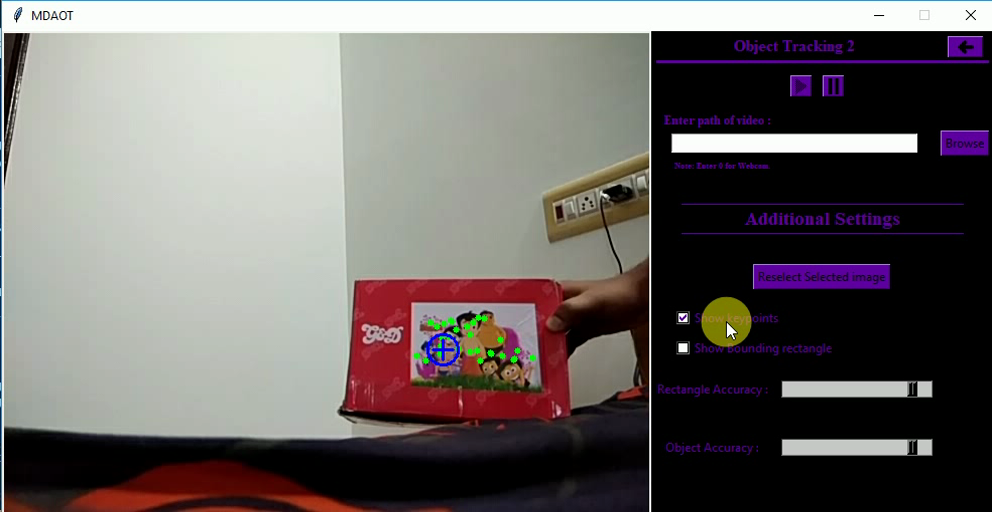 MDAOT
Object Tracking 2
Enter path of video :
Browse
Note: Enter 0 for Webcam
Additional Settings
Reselect Selected image
Show keypoints
Show Bounding rectangle
Rectangle Accuracy :
Object Accuracy :
G&D